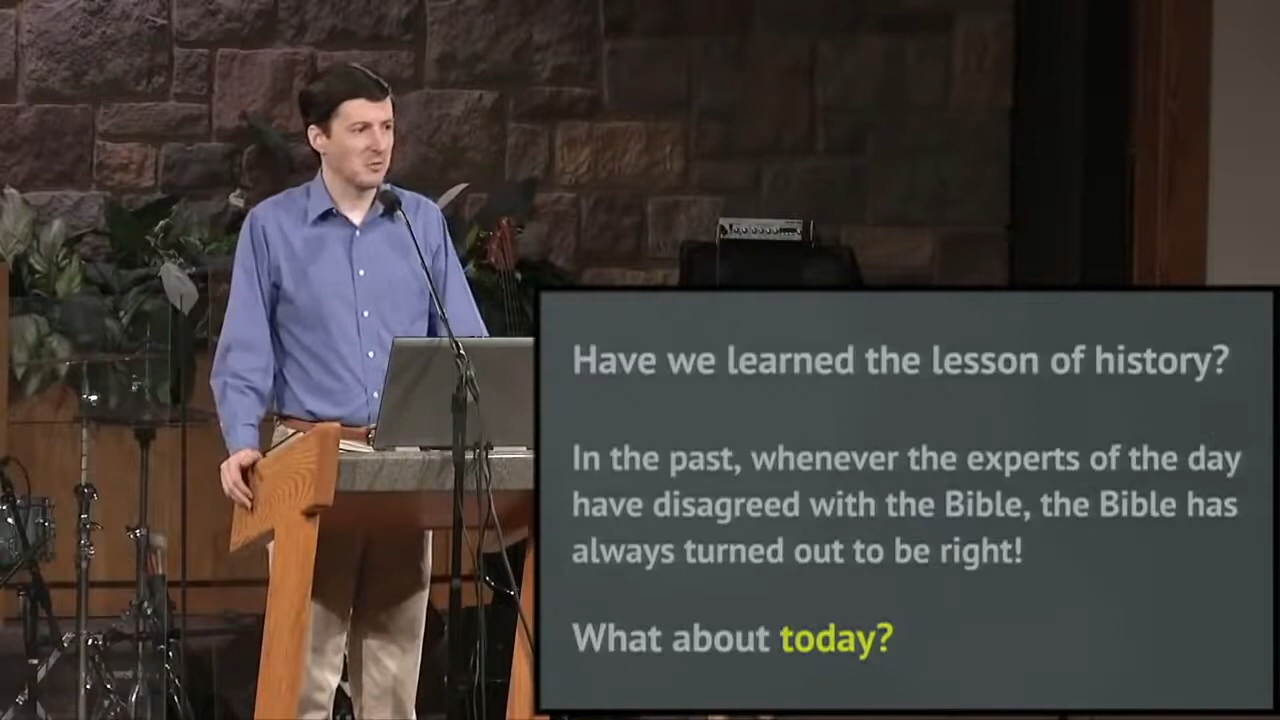 Have we learned the lesson of history?
In the past, whenever the experts of the day
have disagreed with the Bible, the Bible has
always turned out to be right!
What about today?